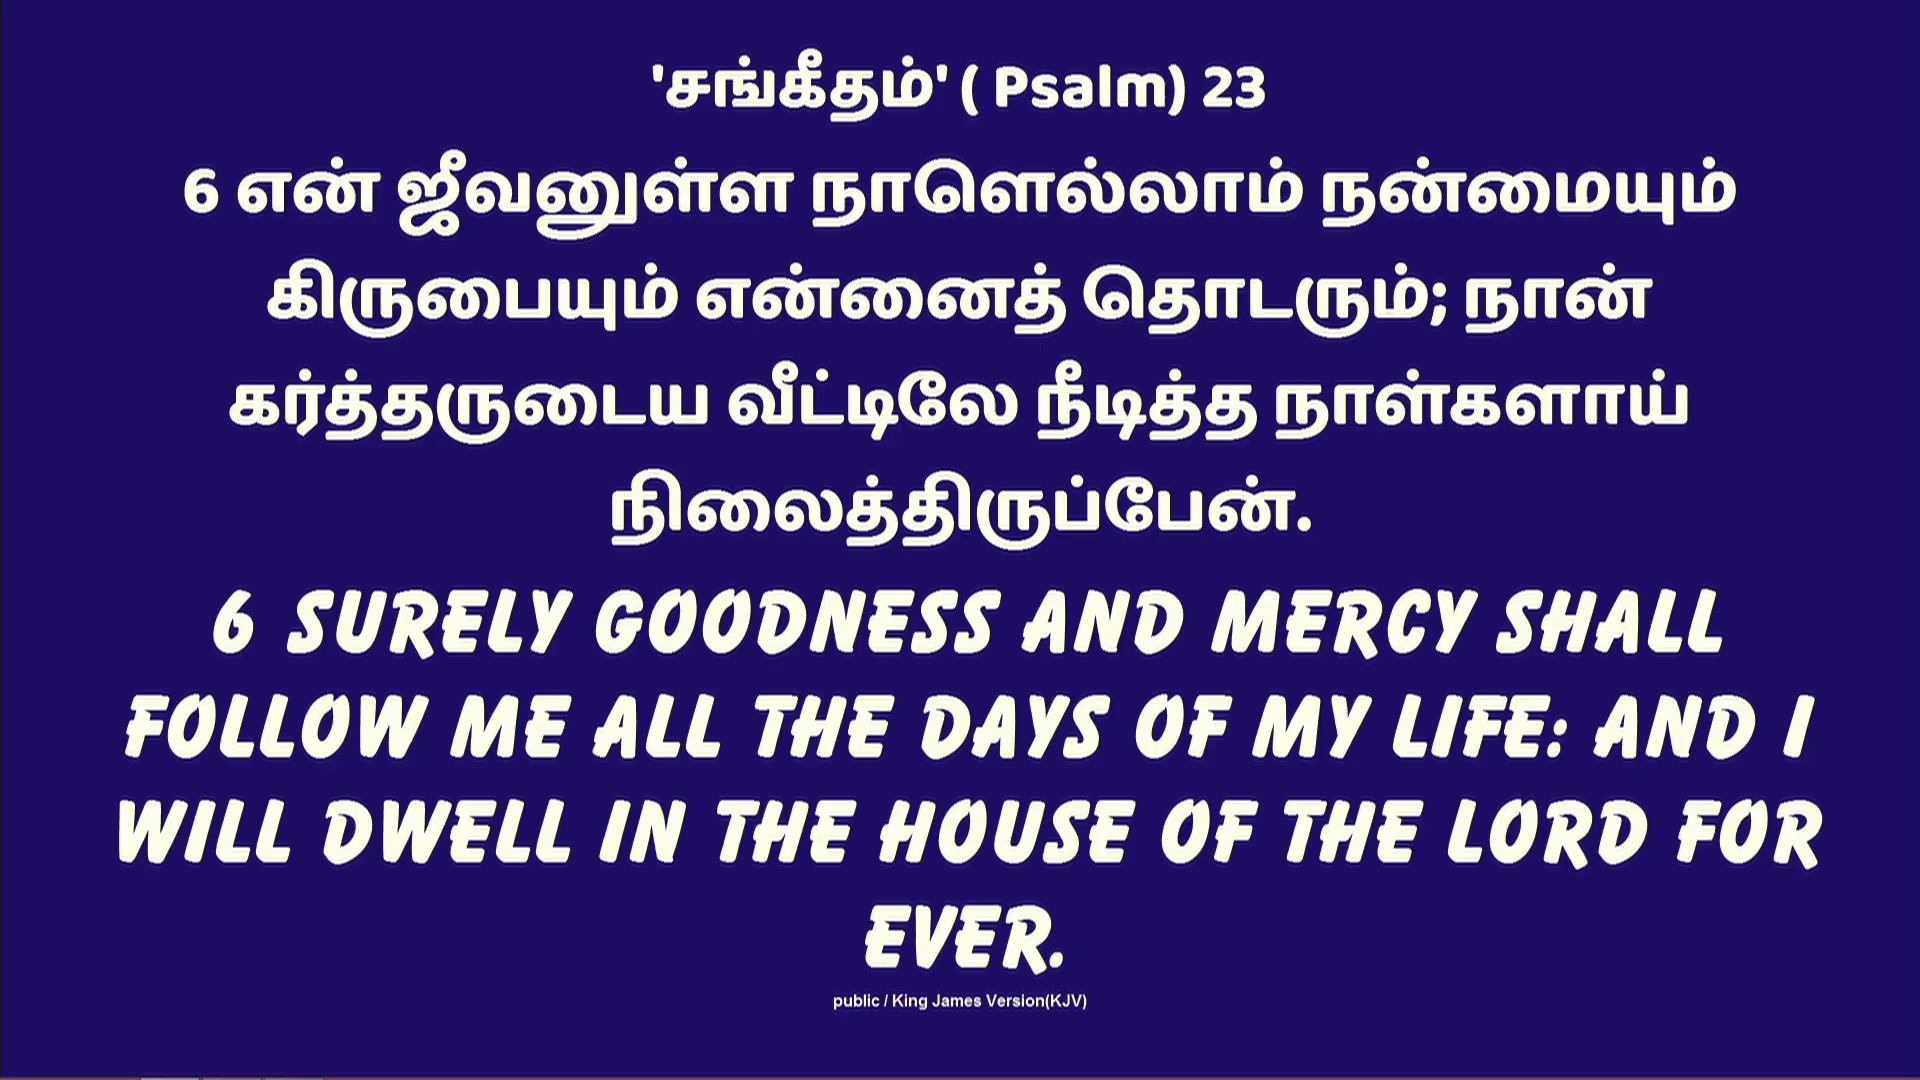 'சங்கீதம்' ( Psalm) 23
6 என் ஜீவனுள்ள நாளெல்லாம் நன்மையும்
கிருபையும் என்னைத் தொடரும்; நான்
கர்த்தருடைய வீட்டிலே நீடித்த நாள்களாய்
நிலைத்திருப்பேன்.
6 SURELY GOODNESS AND MERCY SHALL
FOLLOW ME ALL THE DAYS OF MY LIFE: AND I
WILL DWELL IN THE HOUSE OF THE LORD FOR
EVER.
public / King James Version(KJV)